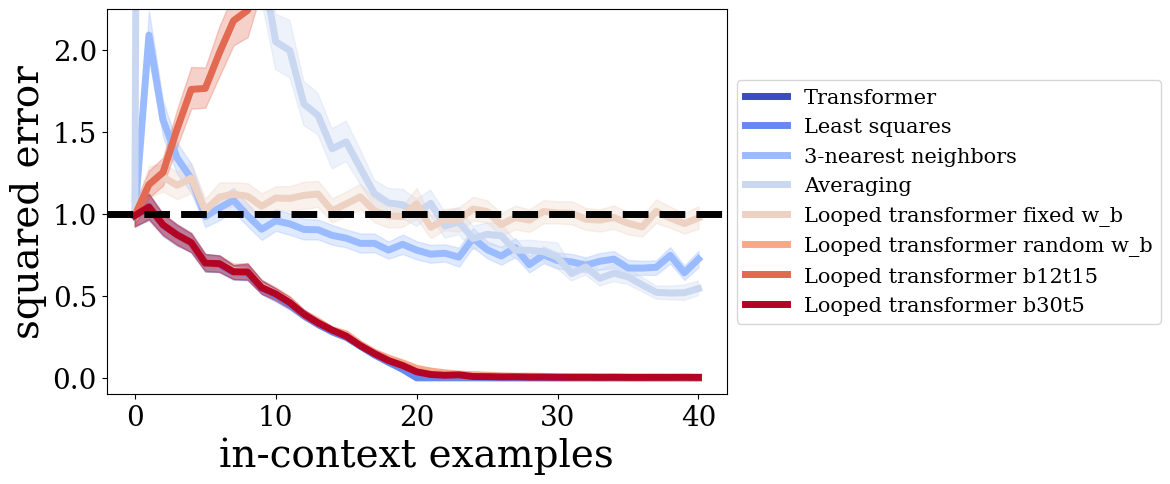 squared error
2.0
1.5
1.0
0.5
0.0
0
10
20
30
40
in-context examples
Transformer
Least squares
3-nearest neighbors
Averaging
Looped transformer fixed w_b
Looped transformer random w_b
Looped transformer b12t15
Looped transformer b30t5